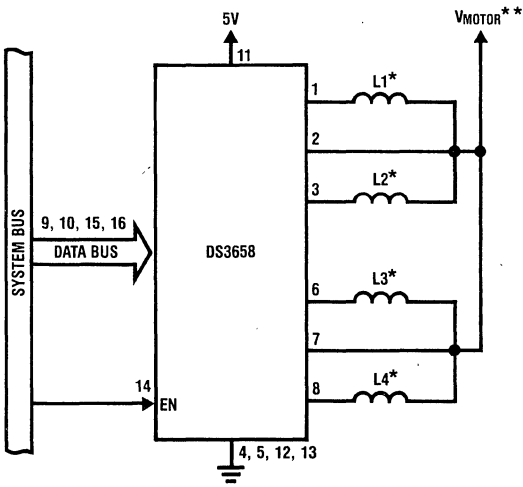 5V
VMOTOR**
11
1
L1*
2
3
L2*
SYSTEM BUS
9, 10, 15, 16
DATA BUS
DS3658
6
L3*
7
14
EN
8
L4*
4, 5, 12, 13